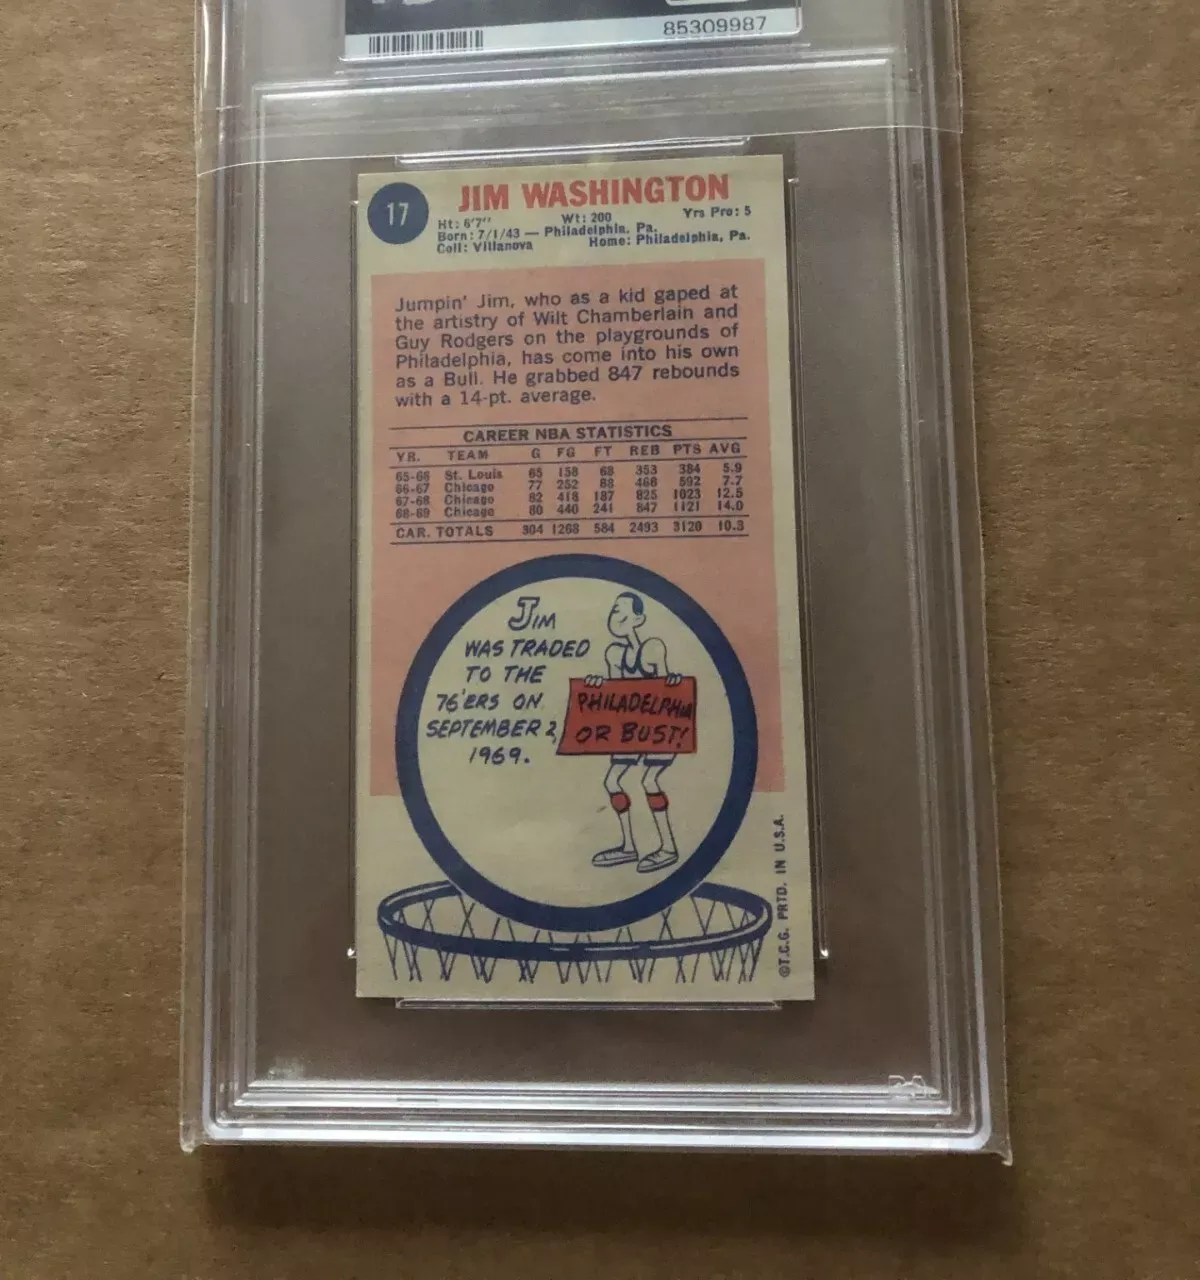 85309987
17
JIM WASHINGTON
Ht: 6'7" Wt: 200 Yrs Pro: 5
Born: 7/1/43 — Philadelphia, Pa.
Coll: Villanova Home: Philadelphia, Pa.
Jumpin' Jim, who as a kid gaped at
the artistry of Wilt Chamberlain and
Guy Rodgers on the playgrounds of
Philadelphia, has come into his own
as a Bull. He grabbed 847 rebounds
with a 14-pt. average.
CAREER NBA STATISTICS
YR. TEAM G FG FT REB PTS AVG
65-66 St. Louis 65 158 68 353 384 5.9
66-67 Chicago 77 252 88 468 592 7.7
67-68 Chicago 82 418 187 825 1023 12.5
68-69 Chicago 80 440 241 847 1121 14.0
CAR. TOTALS 304 1268 584 2493 3120 10.3
JIM
WAS TRADED
TO THE
76'ERS ON
SEPTEMBER 2,
1969.
PHILADELPHIA
OR BUST!
©T.C.G. PRTD. IN U.S.A.